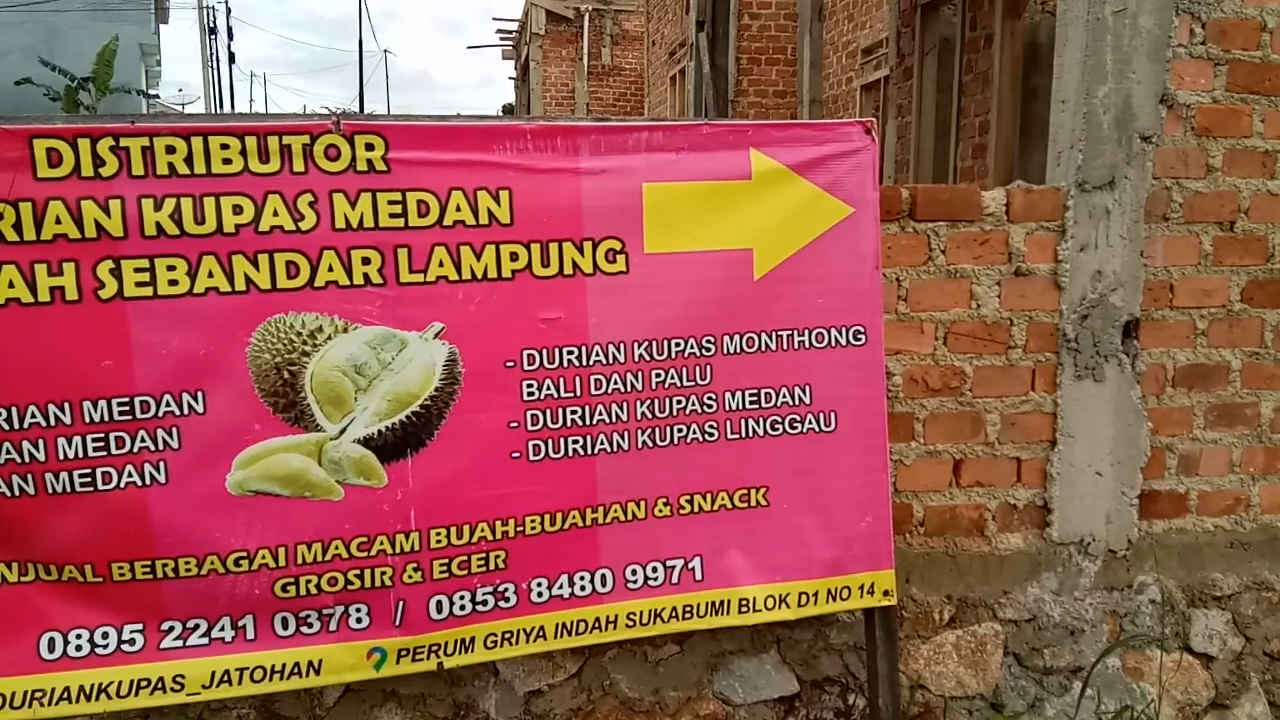 DISTRIBUTOR
RIAN KUPAS MEDAN
AH SEBANDAR LAMPUNG
RIAN MEDAN
AN MEDAN
AN MEDAN
- DURIAN KUPAS MONTHONG
BALI DAN PALU
- DURIAN KUPAS MEDAN
- DURIAN KUPAS LINGGAU
NJUAL BERBAGAI MACAM BUAH-BUAHAN & SNACK
GROSIR & ECER
0895 2241 0378 / 0853 8480 9971
DURIANKUPAS_JATOHAN
PERUM GRIYA INDAH SUKABUMI BLOK D1 NO 14